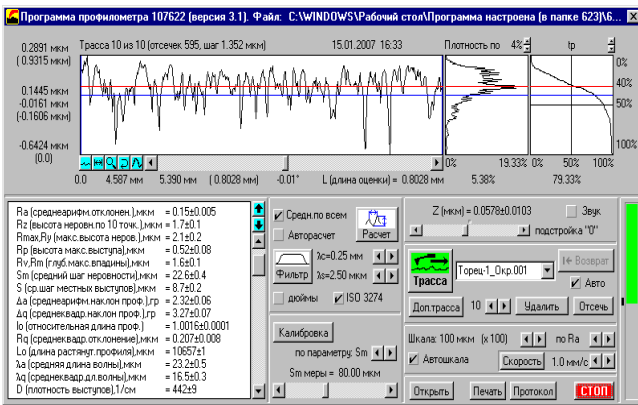 Программа профилометра 107622 (версия 3.1). Файл: C:\WINDOWS\Рабочий стол\Программа настроена (в папке 623)\6...
0.2891 мкм
( 0.9315 мкм)
0.1445 мкм
-0.0161 мкм
(-0.1606 мкм)
-0.6424 мкм
(0.0)
Трасса 10 из 10 (отсечек 595, шаг 1.352 мкм)
15.01.2007 16:33
Плотность по 4%
tp
0%
40%
50%
100%
0.0 4.587 мм 5.390 мм ( 0.8028 мм) -0.01° L (длина оценки) = 0.8028 мм
0% 19.33% 0% 50% 100%
5.38% 79.33%
Ra (среднеарифм.отклонен.),мкм = 0.15±0.005
Rz (высота неровн.по 10 точк.),мкм = 1.7±0.1
Rmax,Ry (макс.высота неров.),мкм = 2.1±0.2
Rp (высота макс.выступа),мкм = 0.52±0.08
Rv,Rm (глуб.макс.впадины),мкм = 1.6±0.1
Sm (средний шаг неровности),мкм = 22.6±0.4
S (ср.шаг местных выступов),мкм = 8.7±0.2
Δa (среднеарифм.наклон проф.),гр = 2.32±0.06
Δq (среднеквадр.наклон проф.),гр = 3.27±0.07
lo (относительная длина проф.) = 1.0016±0.0001
Rq (среднеквадр.отклонение),мкм = 0.207±0.008
Lo (длина растянут.профиля),мкм = 10657±1
λa (средняя длина волны),мкм = 23.2±0.5
λq (среднеквадр.дл.волны),мкм = 16.5±0.3
D (плотность выступов),1/см = 442±9
Средн.по всем
Авторасчет
Расчет
Фильтр
λc=0.25 мм
λs=2.50 мкм
дюймы
ISO 3274
Калибровка
по параметру: Sm
Sm меры = 80.00 мкм
Z (мкм) = 0.0578±0.0103
Звук
подстройка "0"
Трасса
Торец-1_Окр.001
Возврат
Авто
Доп.трасса
10
Удалить
Отсечь
Шкала: 100 мкм (x 100)
по Ra
Автошкала
Скорость
1.0 мм/с
Открыть
Печать
Протокол
СТОП